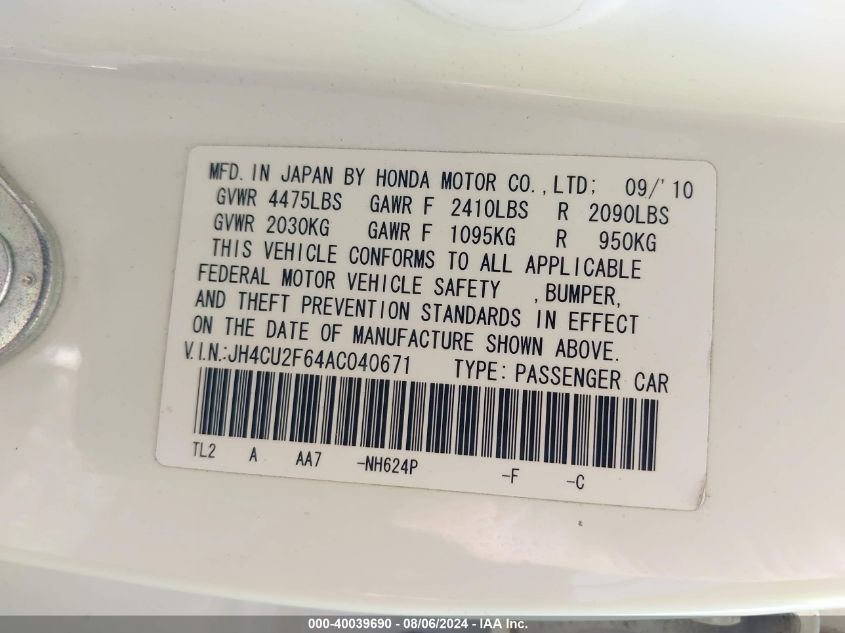 MFD. IN JAPAN BY HONDA MOTOR CO.,LTD; 09/'10
GVWR 4475LBS GAWR F 2410LBS R 2090LBS
GVWR 2030KG GAWR F 1095KG R 950KG
THIS VEHICLE CONFORMS TO ALL APPLICABLE
FEDERAL MOTOR VEHICLE SAFETY ,BUMPER,
AND THEFT PREVENTION STANDARDS IN EFFECT
ON THE DATE OF MANUFACTURE SHOWN ABOVE.
V.I.N.:JH4CU2F64AC040671 TYPE: PASSENGER CAR
TL2 A AA7 -NH624P -F -C
000-40039690 - 08/06/2024 - IAA Inc.